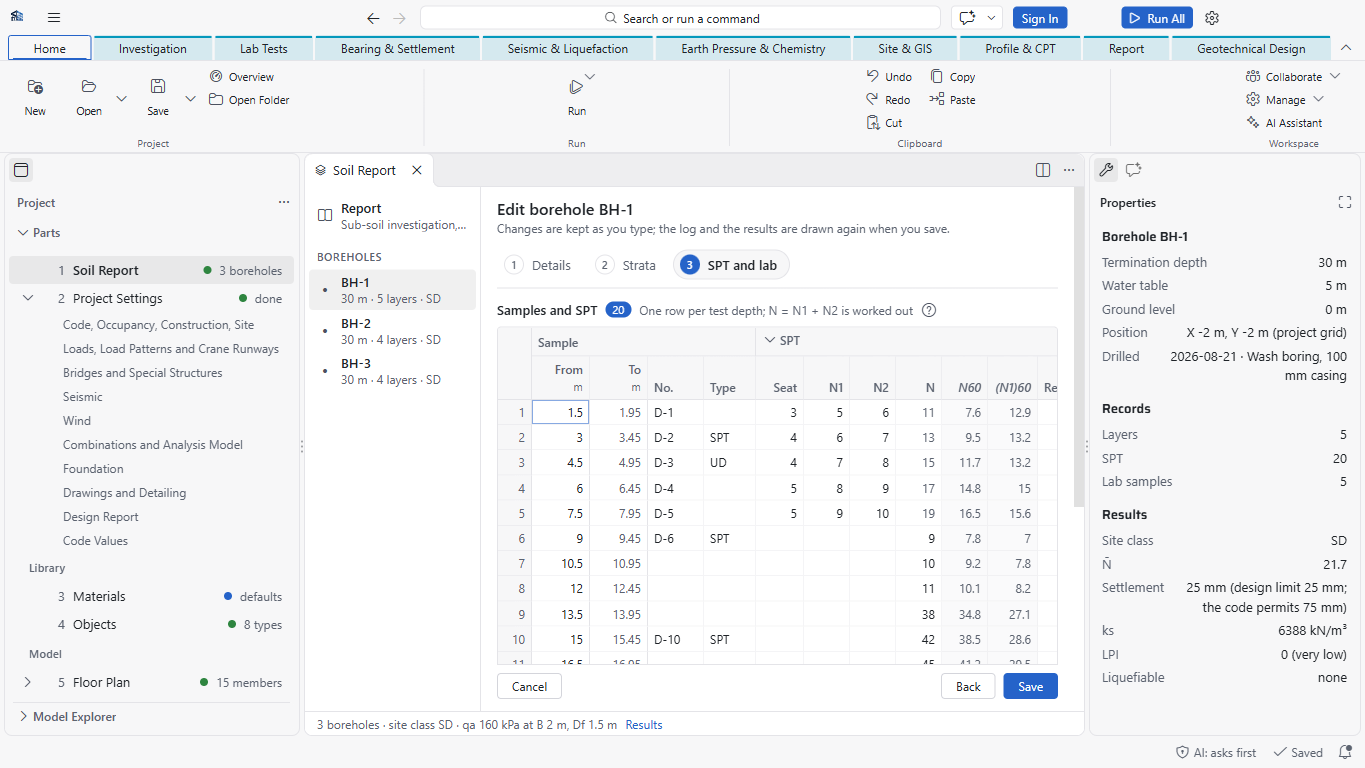 Search or run a command
Sign In
Run All
Home
Investigation
Lab Tests
Bearing & Settlement
Seismic & Liquefaction
Earth Pressure & Chemistry
Site & GIS
Profile & CPT
Report
Geotechnical Design
New
Open
Save
Overview
Open Folder
Project
Run
Run
Undo
Redo
Cut
Copy
Paste
Clipboard
Collaborate
Manage
AI Assistant
Workspace
Project
Parts
1 Soil Report 3 boreholes
2 Project Settings done
Code, Occupancy, Construction, Site
Loads, Load Patterns and Crane Runways
Bridges and Special Structures
Seismic
Wind
Combinations and Analysis Model
Foundation
Drawings and Detailing
Design Report
Code Values
Library
3 Materials defaults
4 Objects 8 types
Model
5 Floor Plan 15 members
Model Explorer
Soil Report
Report
Sub-soil investigation,...
BOREHOLES
BH-1
30 m · 5 layers · SD
BH-2
30 m · 4 layers · SD
BH-3
30 m · 4 layers · SD
Edit borehole BH-1
Changes are kept as you type; the log and the results are drawn again when you save.
1 Details 2 Strata 3 SPT and lab
Samples and SPT 20 One row per test depth; N = N1 + N2 is worked out
Sample SPT
From m To m No. Type Seat N1 N2 N N60 (N1)60 Re
1 1.5 1.95 D-1 3 5 6 11 7.6 12.9
2 3 3.45 D-2 SPT 4 6 7 13 9.5 13.2
3 4.5 4.95 D-3 UD 4 7 8 15 11.7 13.2
4 6 6.45 D-4 5 8 9 17 14.8 15
5 7.5 7.95 D-5 5 9 10 19 16.5 15.6
6 9 9.45 D-6 SPT 9 7.8 7
7 10.5 10.95 10 9.2 7.8
8 12 12.45 11 10.1 8.2
9 13.5 13.95 38 34.8 27.1
10 15 15.45 D-10 SPT 42 38.5 28.6
Cancel
Back
Save
3 boreholes · site class SD · qa 160 kPa at B 2 m, Df 1.5 m Results
Properties
Borehole BH-1
Termination depth 30 m
Water table 5 m
Ground level 0 m
Position X -2 m, Y -2 m (project grid)
Drilled 2026-08-21 · Wash boring, 100
mm casing
Records
Layers 5
SPT 20
Lab samples 5
Results
Site class SD
N̄ 21.7
Settlement 25 mm (design limit 25 mm;
the code permits 75 mm)
ks 6388 kN/m³
LPI 0 (very low)
Liquefiable none
AI: asks first
Saved